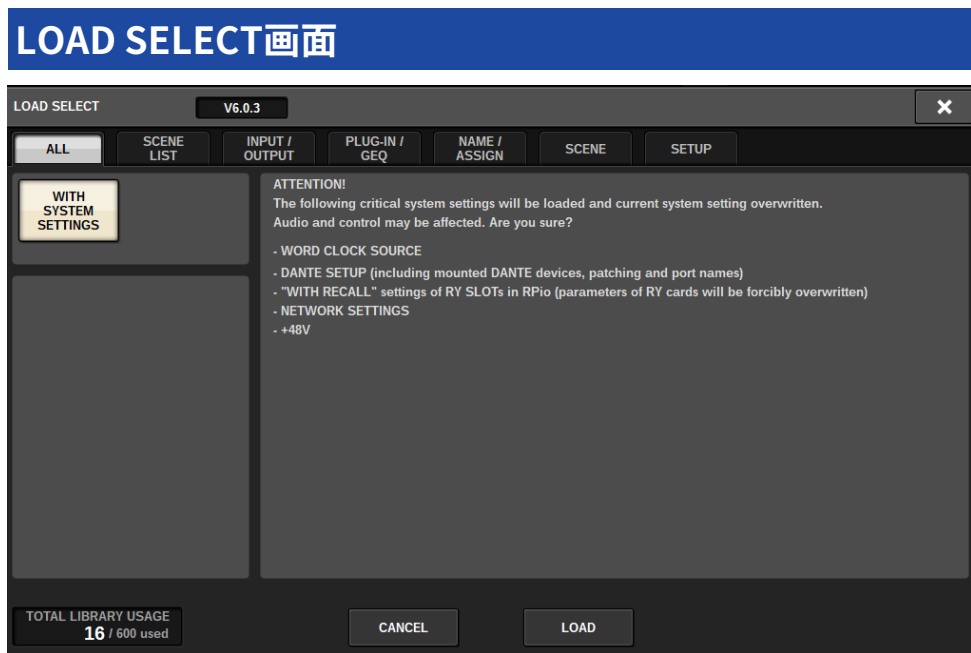 LOAD SELECT画面
LOAD SELECT
V6.0.3
ALL
SCENE
LIST
INPUT /
OUTPUT
PLUG-IN /
GEQ
NAME /
ASSIGN
SCENE
SETUP
WITH
SYSTEM
SETTINGS
ATTENTION!
The following critical system settings will be loaded and current system setting overwritten.
Audio and control may be affected. Are you sure?
- WORD CLOCK SOURCE
- DANTE SETUP (including mounted DANTE devices, patching and port names)
- "WITH RECALL" settings of RY SLOTs in RPio (parameters of RY cards will be forcibly overwritten)
- NETWORK SETTINGS
- +48V
TOTAL LIBRARY USAGE
16 / 600 used
CANCEL
LOAD